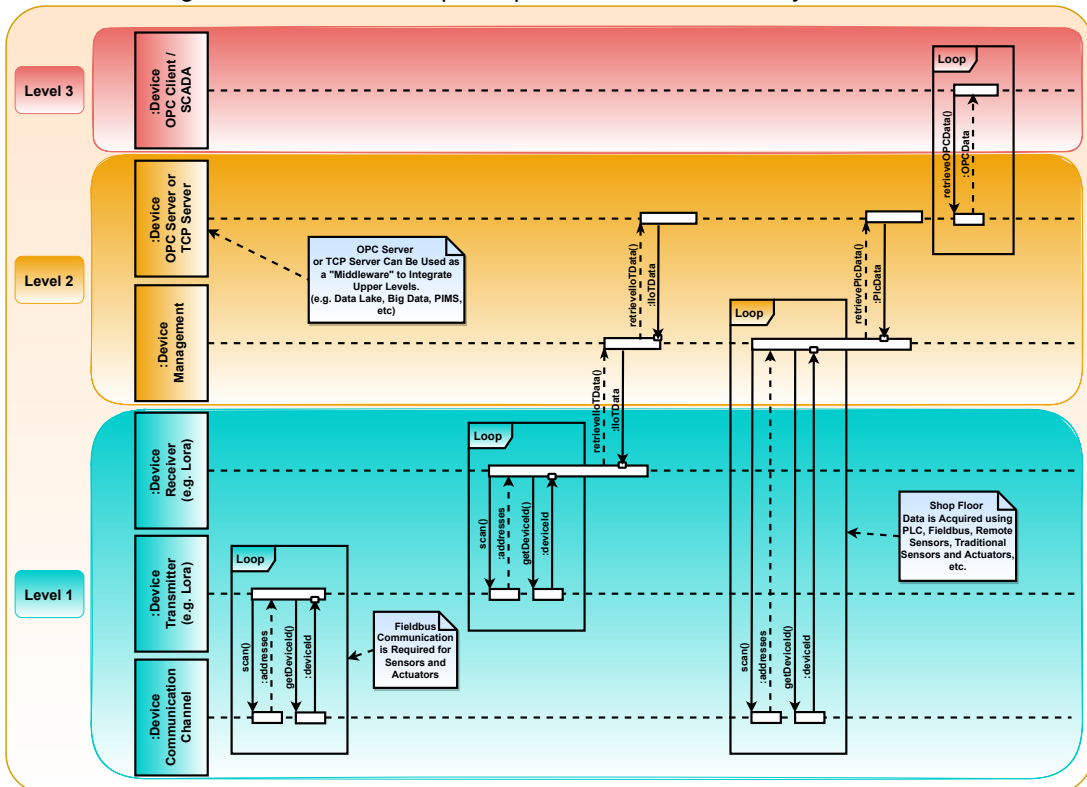 Level 3
:Device
OPC Client /
SCADA
Loop
retrieveOPCData()
:OPCData
Level 2
:Device
OPC Server or
TCP Server
OPC Server
or TCP Server Can Be Used as
a "Middleware" to Integrate
Upper Levels.
(e.g. Data Lake, Big Data, PIMS,
etc)
retrieveIIoTData()
:IIoTData
retrievePlcData()
:PlcData
:Device
Management
Loop
retrieveIIoTData()
:IIoTData
Level 1
:Device
Receiver
(e.g. Lora)
Loop
scan()
:addresses
getDeviceId()
:deviceId
Shop Floor
Data is Acquired using
PLC, Fieldbus, Remote
Sensors, Traditional
Sensors and Actuators,
etc.
:Device
Transmitter
(e.g. Lora)
Loop
scan()
:addresses
getDeviceId()
:deviceId
Fieldbus
Communication
is Required for
Sensors and
Actuators
scan()
:addresses
getDeviceId()
:deviceId
:Device
Communication
Channel